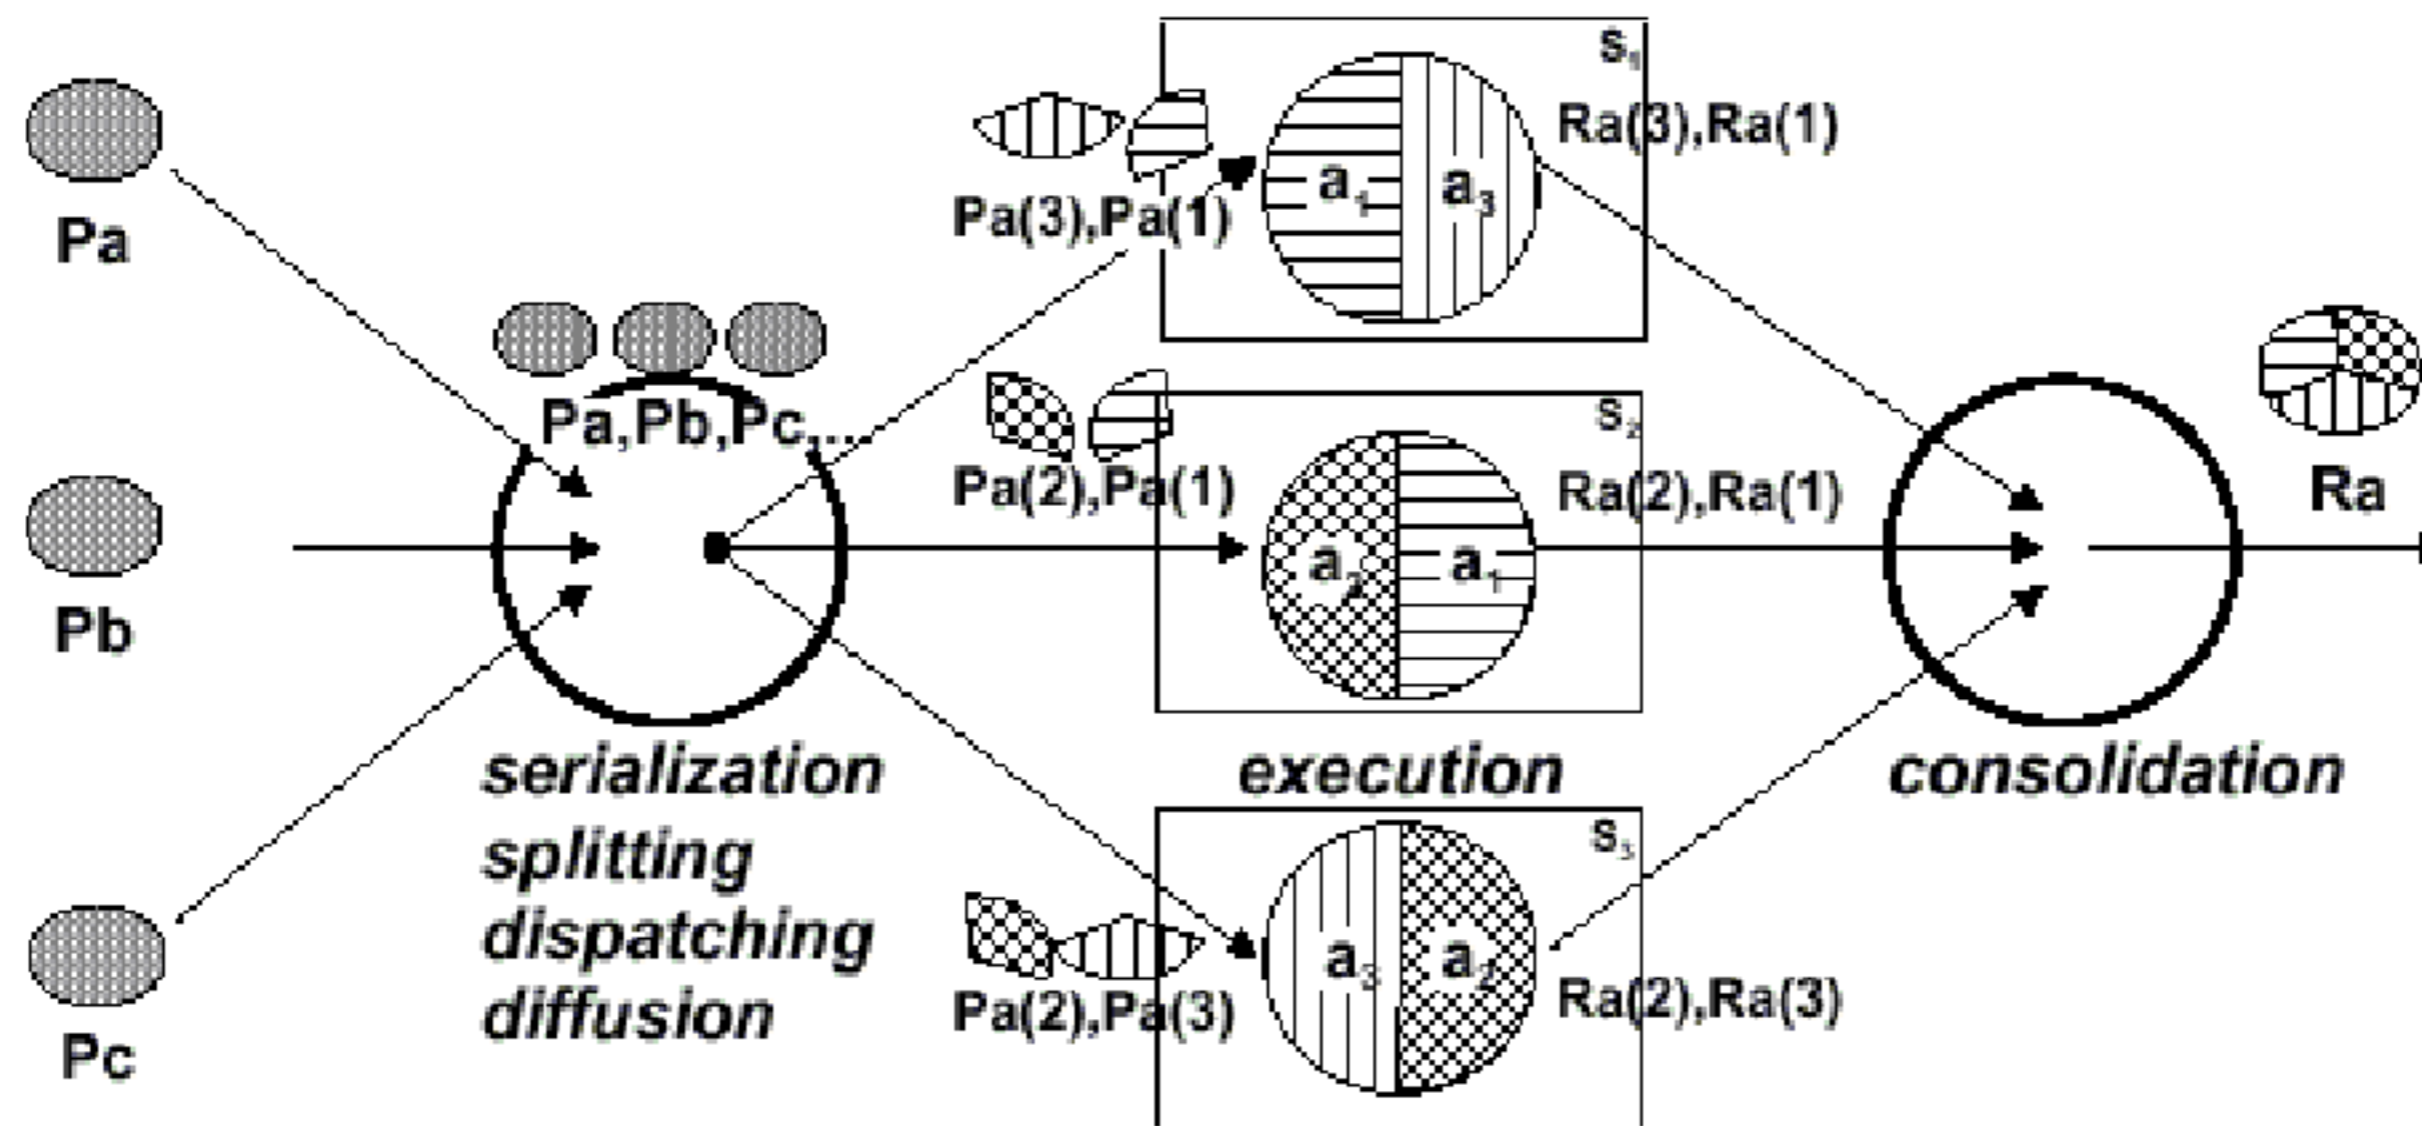 Pa
Pb
Pc
Pa,Pb,Pc,...
serialization
splitting
dispatching
diffusion
Pa(3),Pa(1)
s₁
a₁ a₃
Ra(3),Ra(1)
Pa(2),Pa(1)
s₂
a₂ a₁
Ra(2),Ra(1)
execution
Pa(2),Pa(3)
s₃
a₃ a₂
Ra(2),Ra(3)
consolidation
Ra